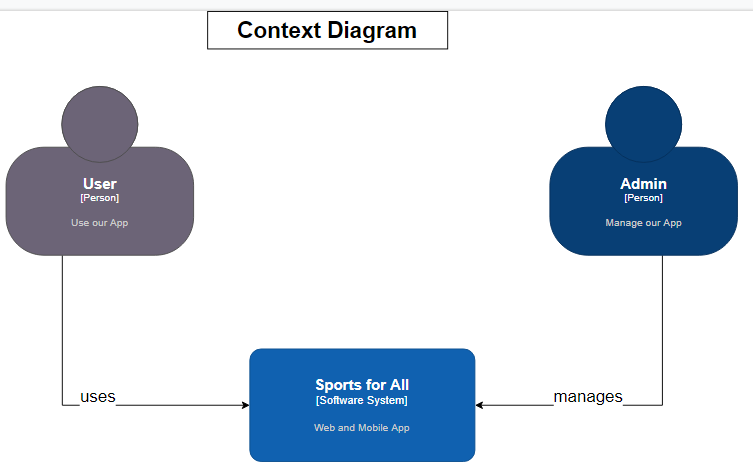 Context Diagram
User
[Person]
Use our App
Admin
[Person]
Manage our App
uses
manages
Sports for All
[Software System]
Web and Mobile App